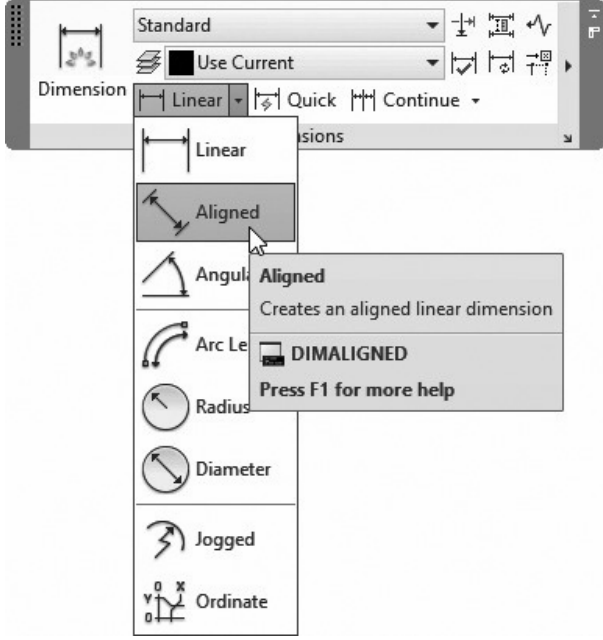 Standard
Use Current
Dimension
Linear Quick Continue
sions
Linear
Aligned
Angula
Aligned
Creates an aligned linear dimension
Arc Le
DIMALIGNED
Press F1 for more help
Radius
Diameter
Jogged
Ordinate